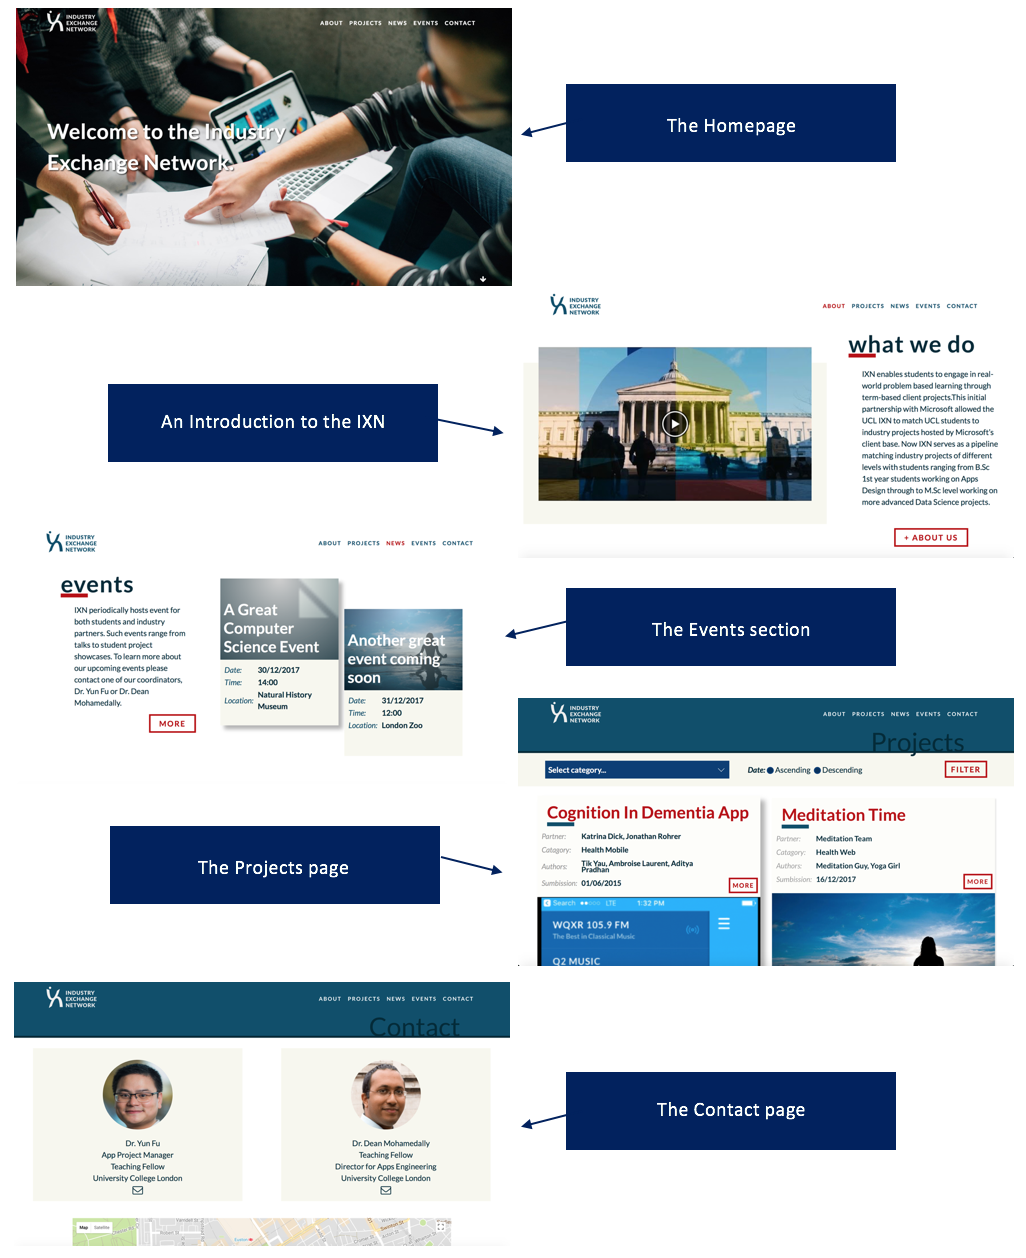 INDUSTRY
EXCHANGE
NETWORK
ABOUT PROJECTS NEWS EVENTS CONTACT
Welcome to the Industry
Exchange Network.
The Homepage
INDUSTRY
EXCHANGE
NETWORK
ABOUT PROJECTS NEWS EVENTS CONTACT
what we do
IXN enables students to engage in real-
world problem based learning through
term-based client projects.This initial
partnership with Microsoft allowed the
UCL IXN to match UCL students to
industry projects hosted by Microsoft's
client base. Now IXN serves as a pipeline
matching industry projects of different
levels with students ranging from B.Sc
1st year students working on Apps
Design through to M.Sc level working on
more advanced Data Science projects.
+ ABOUT US
An Introduction to the IXN
INDUSTRY
EXCHANGE
NETWORK
ABOUT PROJECTS NEWS EVENTS CONTACT
events
IXN periodically hosts event for
both students and industry
partners. Such events range from
talks to student project
showcases. To learn more about
our upcoming events please
contact one of our coordinators,
Dr. Yun Fu or Dr. Dean
Mohamedally.
MORE
A Great
Computer
Science Event
Date: 30/12/2017
Time: 14:00
Location: Natural History
Museum
Another great
event coming
soon
Date: 31/12/2017
Time: 12:00
Location: London Zoo
The Events section
INDUSTRY
EXCHANGE
NETWORK
ABOUT PROJECTS NEWS EVENTS CONTACT
Projects
Select category... Date: Ascending Descending FILTER
Cognition In Dementia App
Partner: Katrina Dick, Jonathan Rohrer
Catagory: Health Mobile
Authors: Tik Yau, Ambroise Laurent, Aditya
Pradhan
Sumbission: 01/06/2015
MORE
Search LTE 1:32 PM
WQXR 105.9 FM
The Best in Classical Music
Q2 MUSIC
Meditation Time
Partner: Meditation Team
Catagory: Health Web
Authors: Meditation Guy, Yoga Girl
Sumbission: 16/12/2017
MORE
The Projects page
INDUSTRY
EXCHANGE
NETWORK
ABOUT PROJECTS NEWS EVENTS CONTACT
Contact
Dr. Yun Fu
App Project Manager
Teaching Fellow
University College London
Dr. Dean Mohamedally
Teaching Fellow
Director for Apps Engineering
University College London
Map Satellite
The Contact page